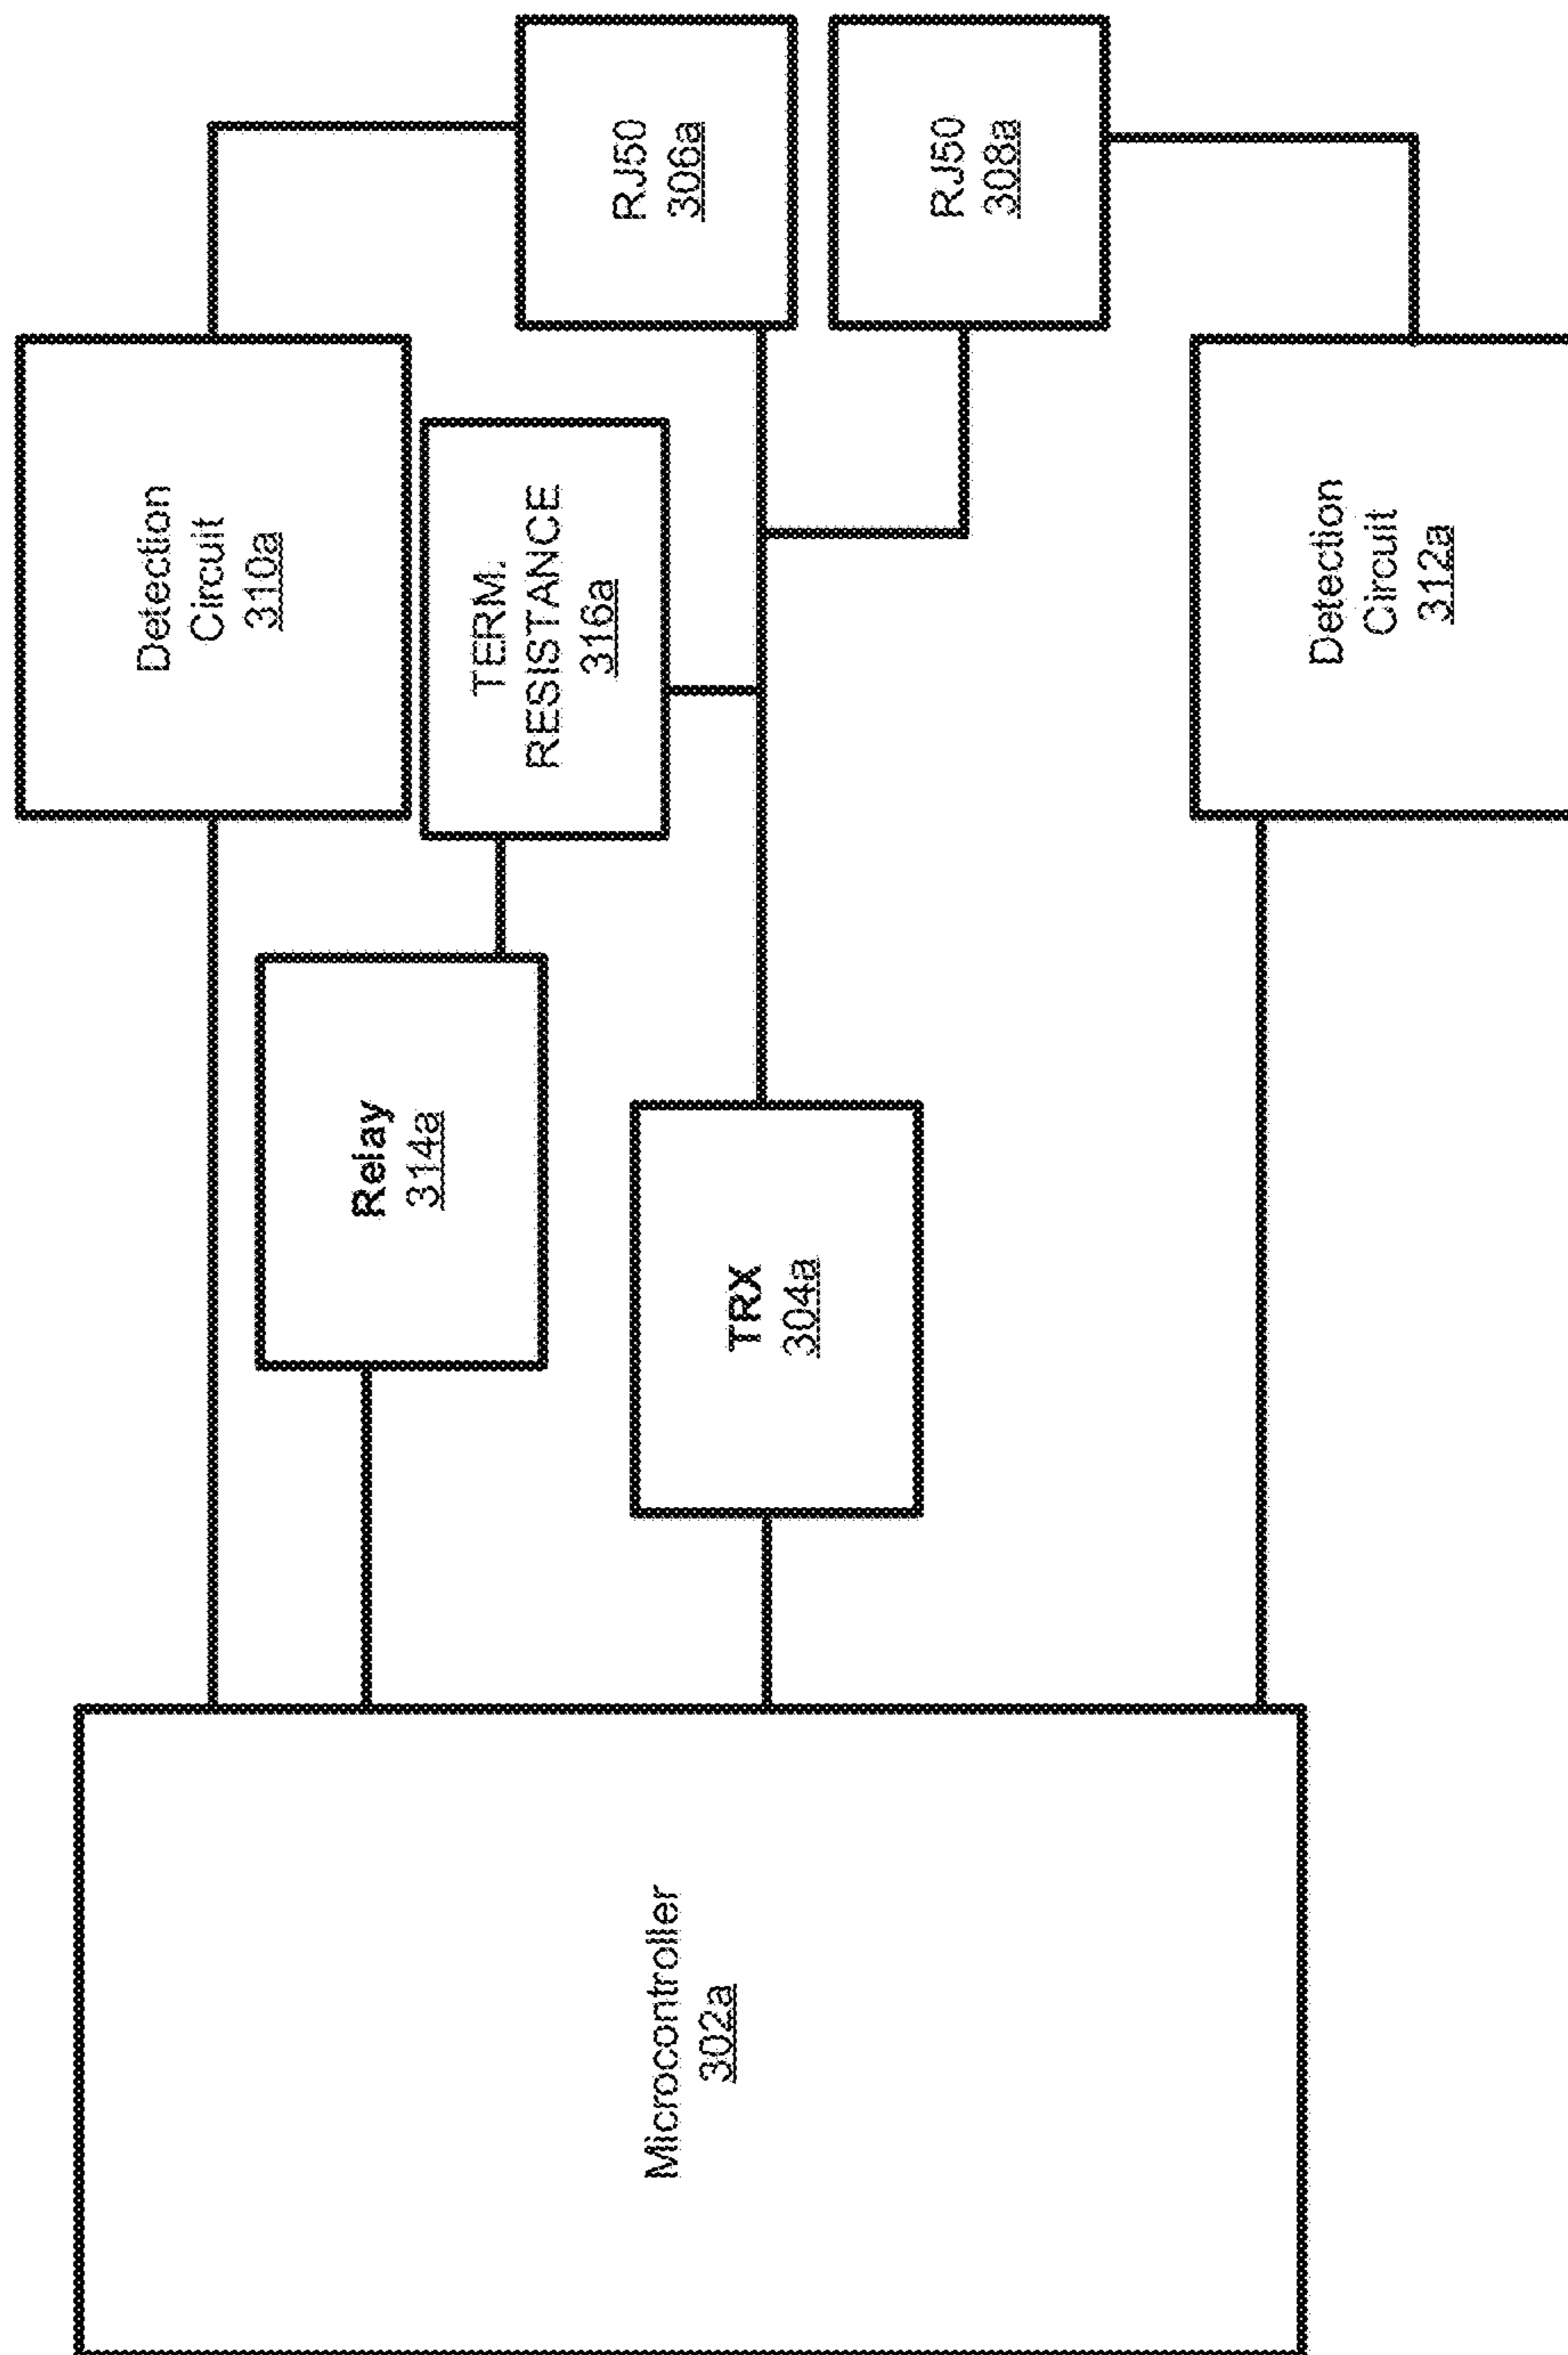 Detection
Circuit
310a
RJ50
306a
TERM.
RESISTANCE
316a
Relay
314a
Microcontroller
302a
TRX
304a
RJ50
308a
Detection
Circuit
312a